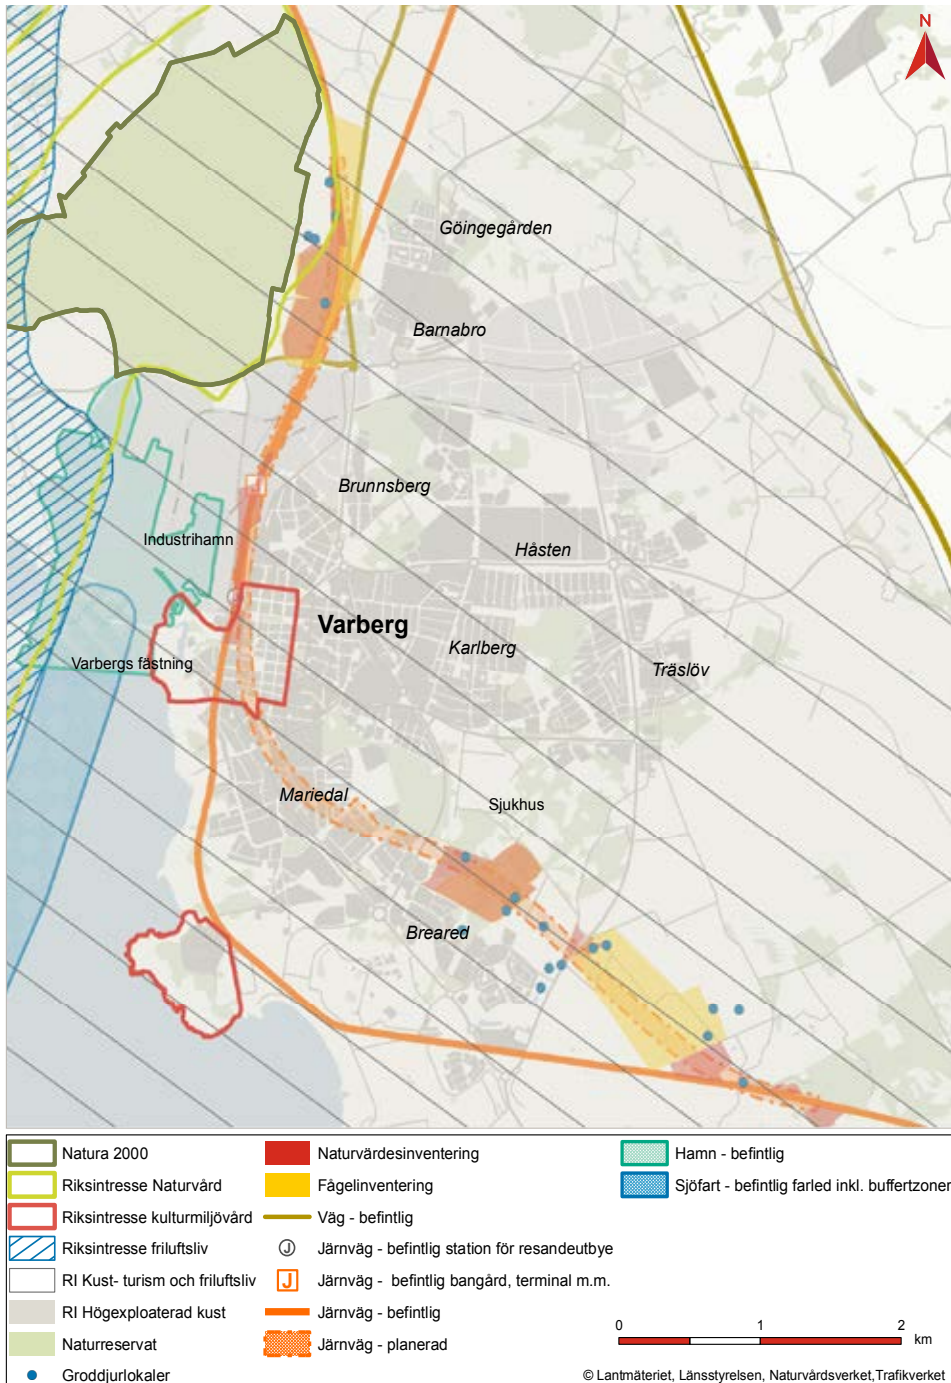 N
Göingegården
Barnabro
Brunnsberg
Industrihamn
Håsten
Varberg
Karlberg
Varbergs fästning
Träslöv
Mariedal
Sjukhus
Breared
Natura 2000
Riksintresse Naturvård
Riksintresse kulturmiljövård
Riksintresse friluftsliv
RI Kust- turism och friluftsliv
RI Högexploaterad kust
Naturreservat
Groddjurlokaler
Naturvärdesinventering
Fågelinventering
Väg - befintlig
J Järnväg - befintlig station för resandeutbye
J Järnväg - befintlig bangård, terminal m.m.
Järnväg - befintlig
Järnväg - planerad
Hamn - befintlig
Sjöfart - befintlig farled inkl. buffertzoner
0 1 2
km
© Lantmäteriet, Länsstyrelsen, Naturvårdsverket,Trafikverket